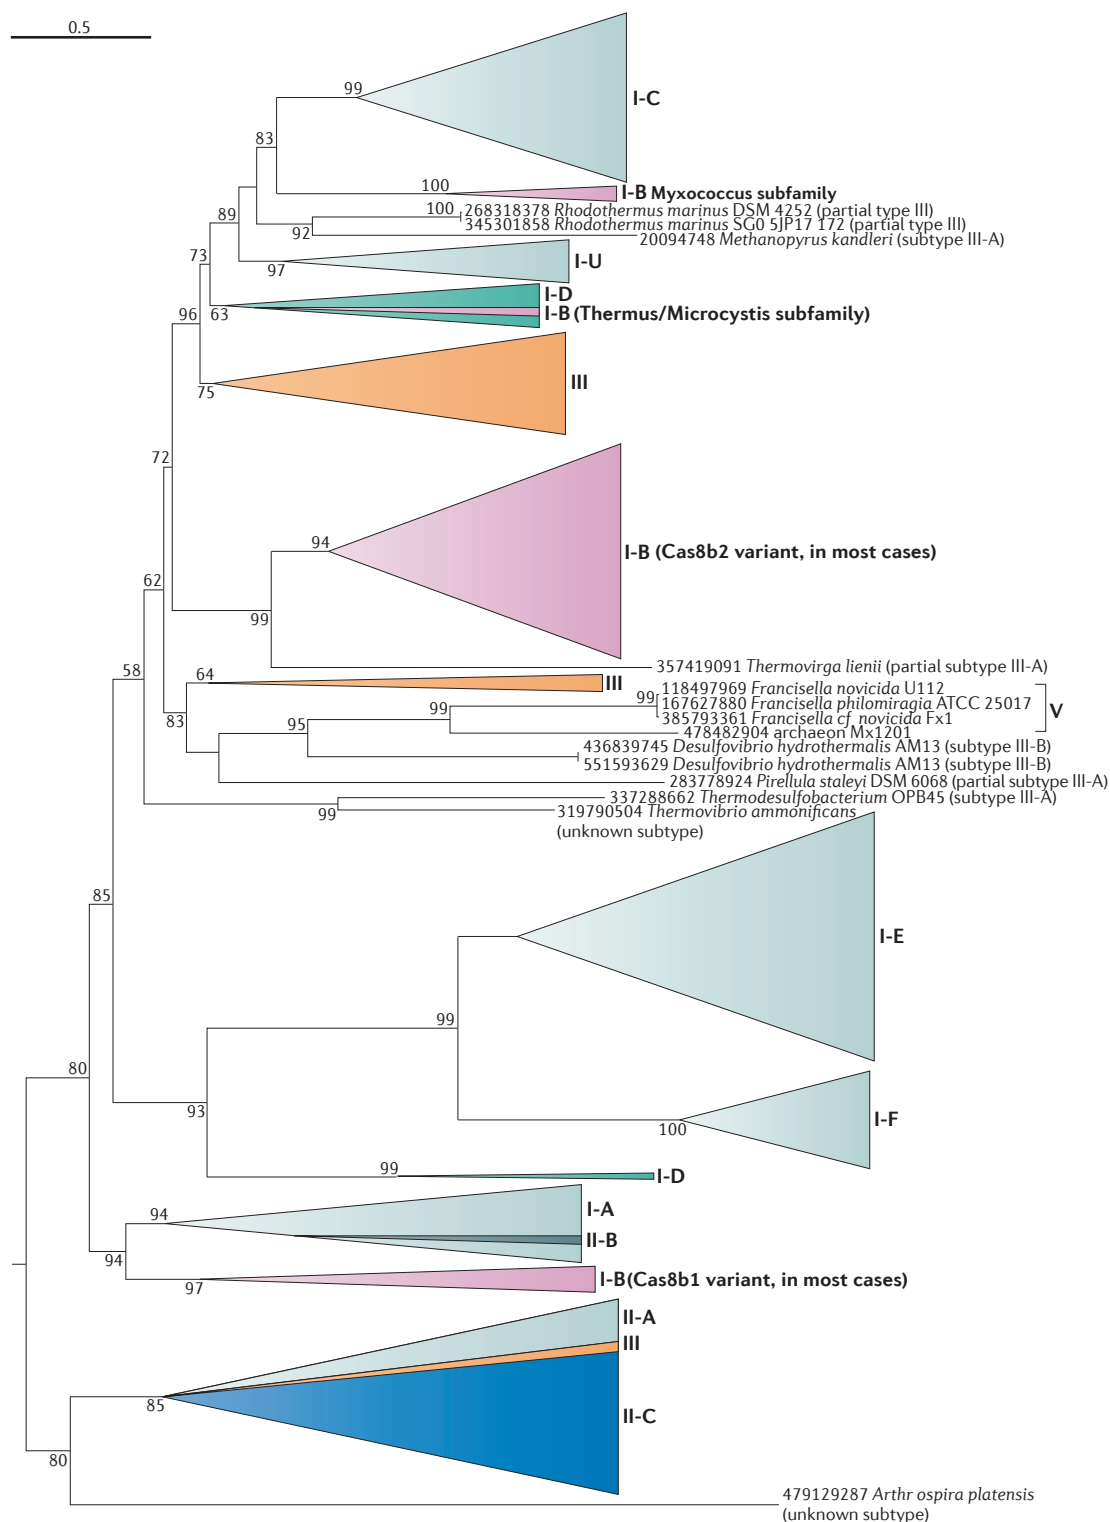 0.5
99
I-C
83
100
I-B Myxococcus subfamily
100
268318378 Rhodothermus marinus DSM 4252 (partial type III)
89
92
345301858 Rhodothermus marinus SG0 5JP17 172 (partial type III)
20094748 Methanopyrus kandleri (subtype III-A)
73
97
I-U
I-D
96
63
I-B (Thermus/Microcystis subfamily)
75
III
72
94
I-B (Cas8b2 variant, in most cases)
62
99
58
357419091 Thermovirga lienii (partial subtype III-A)
64
III
118497969 Francisella novicida U112
99
167627880 Francisella philomiragia ATCC 25017
V
83
95
99
385793361 Francisella cf novicida Fx1
478482904 archaeon Mx1201
436839745 Desulfovibrio hydrothermalis AM13 (subtype III-B)
551593629 Desulfovibrio hydrothermalis AM13 (subtype III-B)
283778924 Pirellula staleyi DSM 6068 (partial subtype III-A)
337288662 Thermodesulfobacterium OPB45 (subtype III-A)
99
319790504 Thermovibrio ammonificans
(unknown subtype)
85
I-E
99
80
93
I-F
100
99
I-D
94
I-A
II-B
94
97
I-B(Cas8b1 variant, in most cases)
II-A
III
85
II-C
80
479129287 Arthr ospira platensis
(unknown subtype)